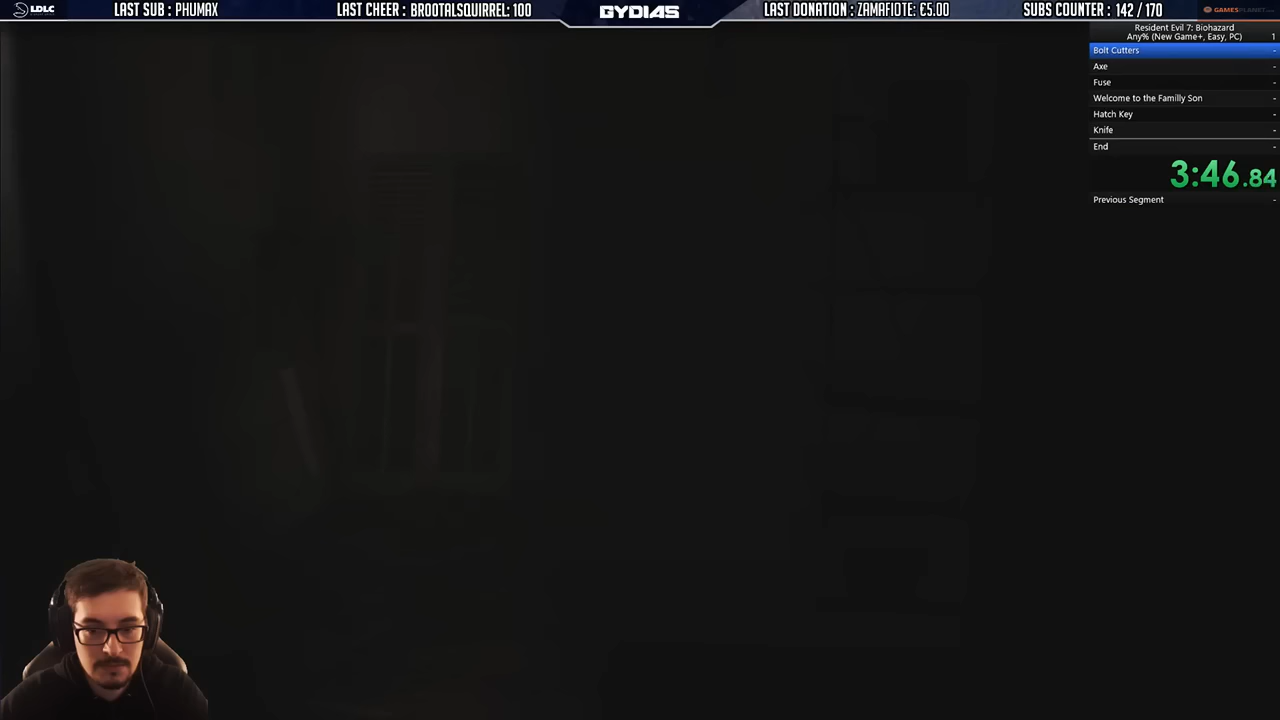 LDLC
LAST SUB : PHUMAX
LAST CHEER : BROOTALSQUIRREL: 100
GYDIAS
LAST DONATION : ZAMAFIOTE: €5.00
SUBS COUNTER : 142 / 170
GAMESPLANET
Resident Evil 7: Biohazard
Any% (New Game+, Easy, PC) 1
Bolt Cutters -
Axe -
Fuse -
Welcome to the Familly Son -
Hatch Key -
Knife -
End -
3:46.84
Previous Segment -